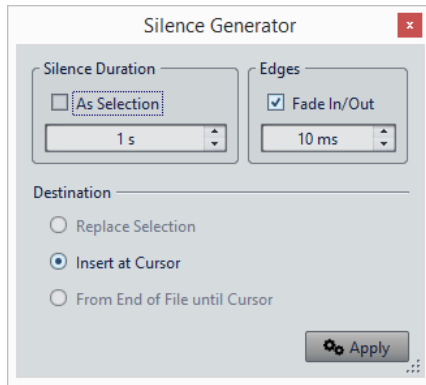 Silence Generator
x
Silence Duration
As Selection
1 s
Edges
Fade In/Out
10 ms
Destination
Replace Selection
Insert at Cursor
From End of File until Cursor
Apply